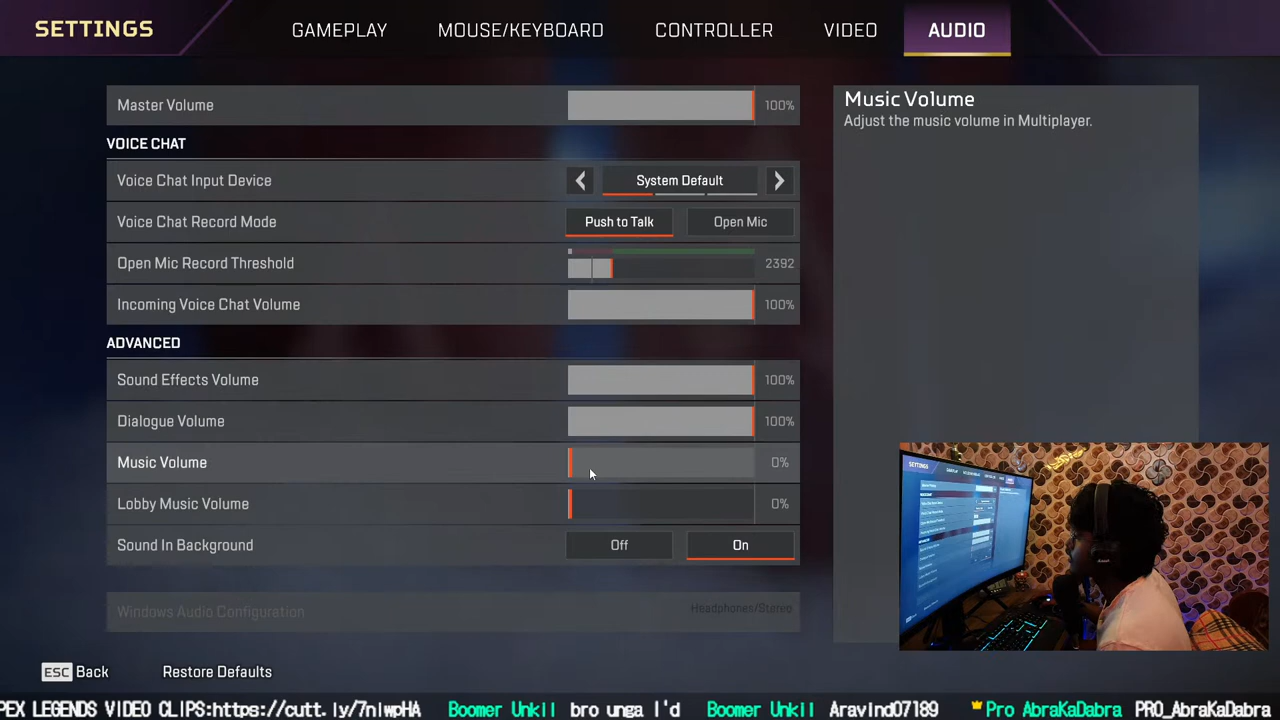 SETTINGS
GAMEPLAY
MOUSE/KEYBOARD
CONTROLLER
VIDEO
AUDIO
Master Volume 100%
VOICE CHAT
Voice Chat Input Device System Default
Voice Chat Record Mode Push to Talk Open Mic
Open Mic Record Threshold 2392
Incoming Voice Chat Volume 100%
ADVANCED
Sound Effects Volume 100%
Dialogue Volume 100%
Music Volume 0%
Lobby Music Volume 0%
Sound In Background Off On
Windows Audio Configuration Headphones/Stereo
Music Volume
Adjust the music volume in Multiplayer.
SETTINGS
ESC Back Restore Defaults
PEX LEGENDS VIDEO CLIPS:https://cutt.ly/7nlwpHA Boomer Unkil bro unga I'd Boomer Unkil Aravind07189 Pro AbraKaDabra PRO_AbraKaDabra